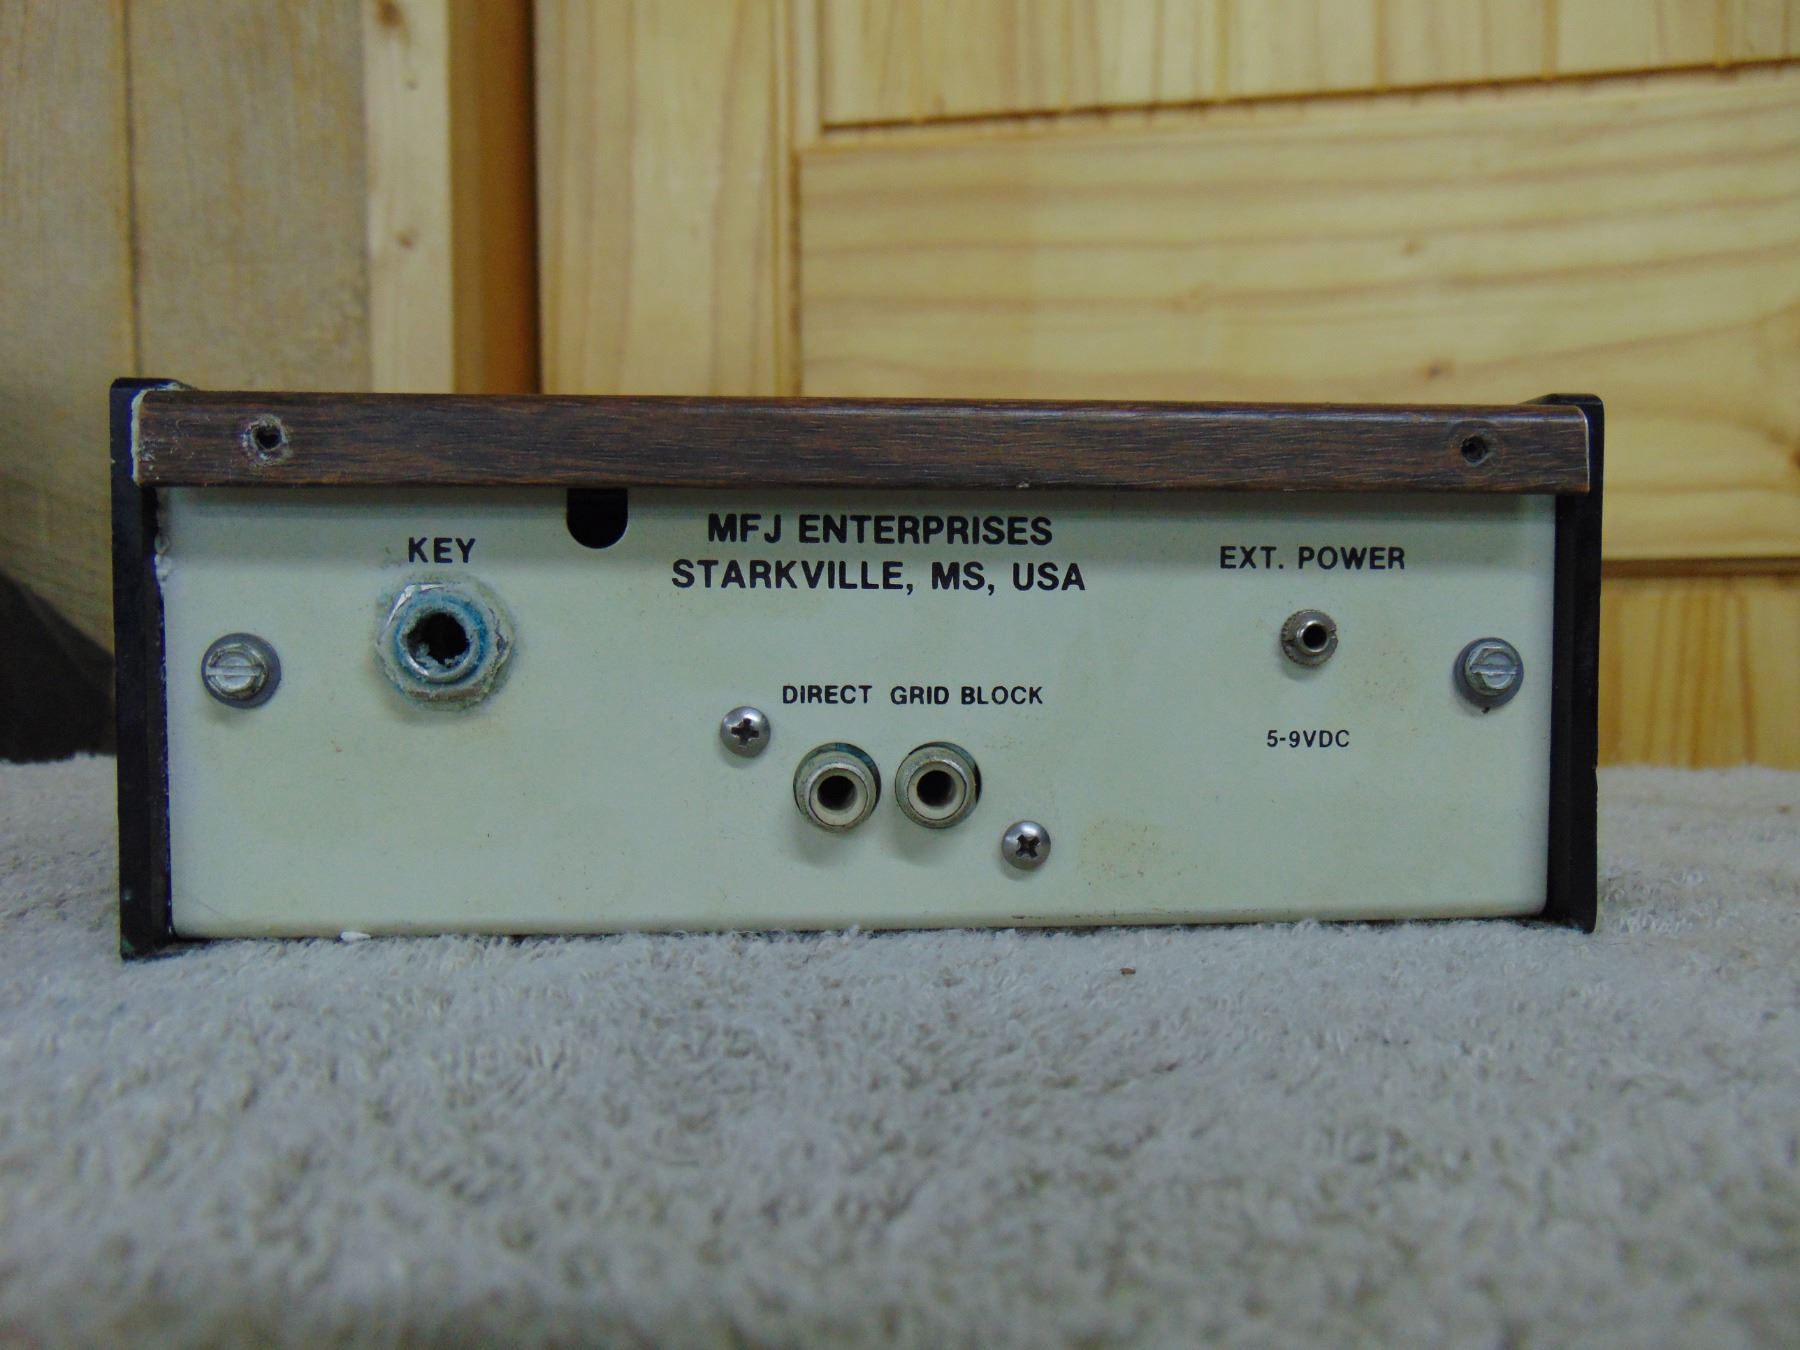 MFJ ENTERPRISES
STARKVILLE, MS, USA
KEY
EXT. POWER
DIRECT GRID BLOCK
5-9VDC